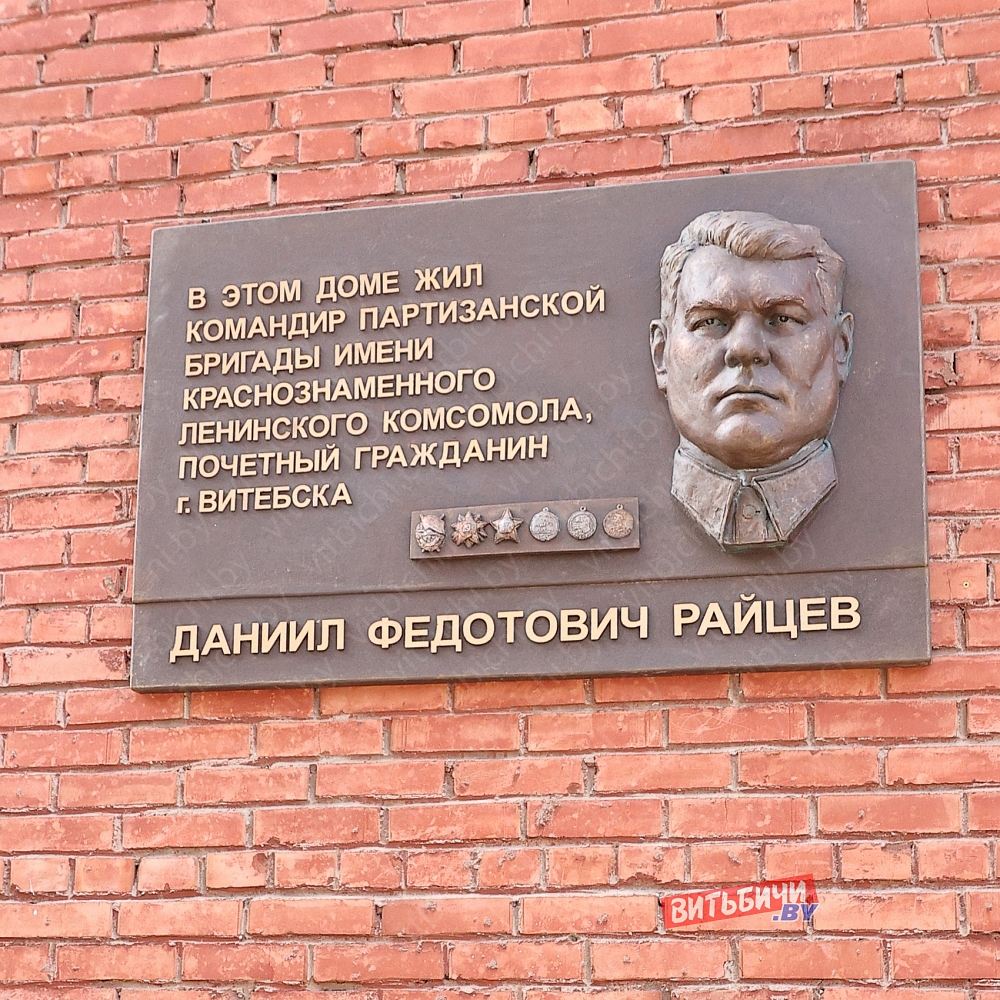 В ЭТОМ ДОМЕ ЖИЛ
КОМАНДИР ПАРТИЗАНСКОЙ
БРИГАДЫ ИМЕНИ
КРАСНОЗНАМЕННОГО
ЛЕНИНСКОГО КОМСОМОЛА,
ПОЧЕТНЫЙ ГРАЖДАНИН
г. ВИТЕБСКА
ДАНИИЛ ФЕДОТОВИЧ РАЙЦЕВ
ВИТЬБИЧИ
.BY